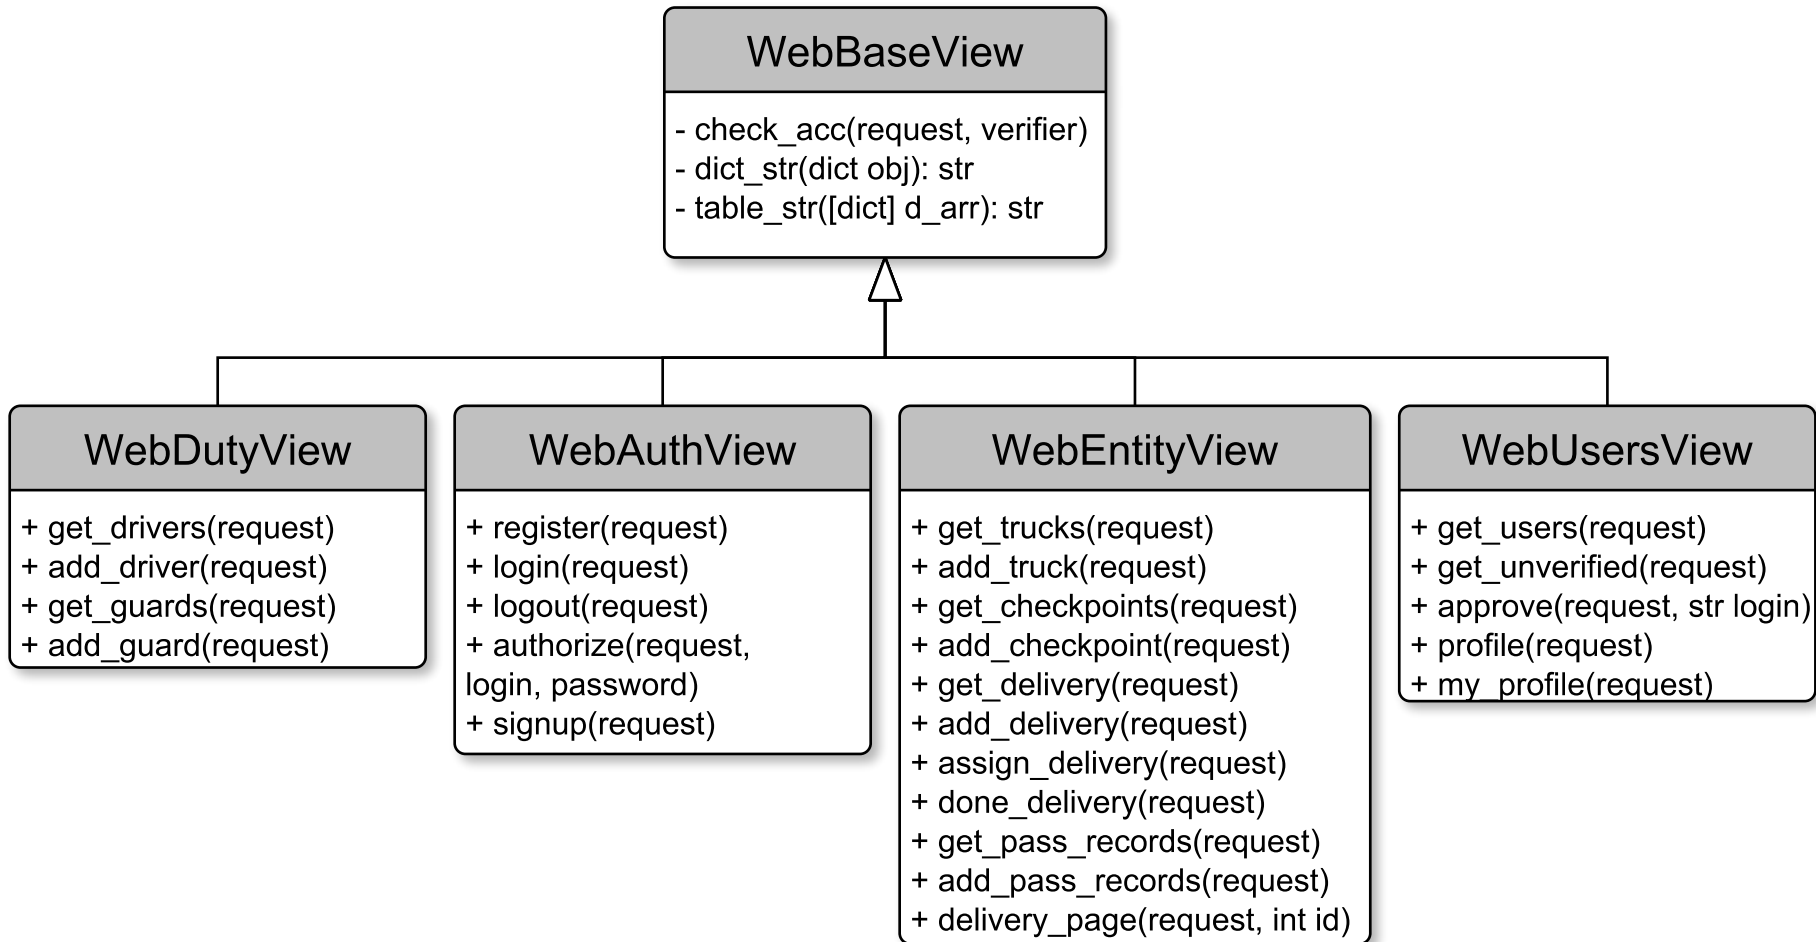 WebBaseView
- check_acc(request, verifier)
- dict_str(dict obj): str
- table_str([dict] d_arr): str
WebDutyView
+ get_drivers(request)
+ add_driver(request)
+ get_guards(request)
+ add_guard(request)
WebAuthView
+ register(request)
+ login(request)
+ logout(request)
+ authorize(request,
login, password)
+ signup(request)
WebEntityView
+ get_trucks(request)
+ add_truck(request)
+ get_checkpoints(request)
+ add_checkpoint(request)
+ get_delivery(request)
+ add_delivery(request)
+ assign_delivery(request)
+ done_delivery(request)
+ get_pass_records(request)
+ add_pass_records(request)
+ delivery_page(request, int id)
WebUsersView
+ get_users(request)
+ get_unverified(request)
+ approve(request, str login)
+ profile(request)
+ my_profile(request)